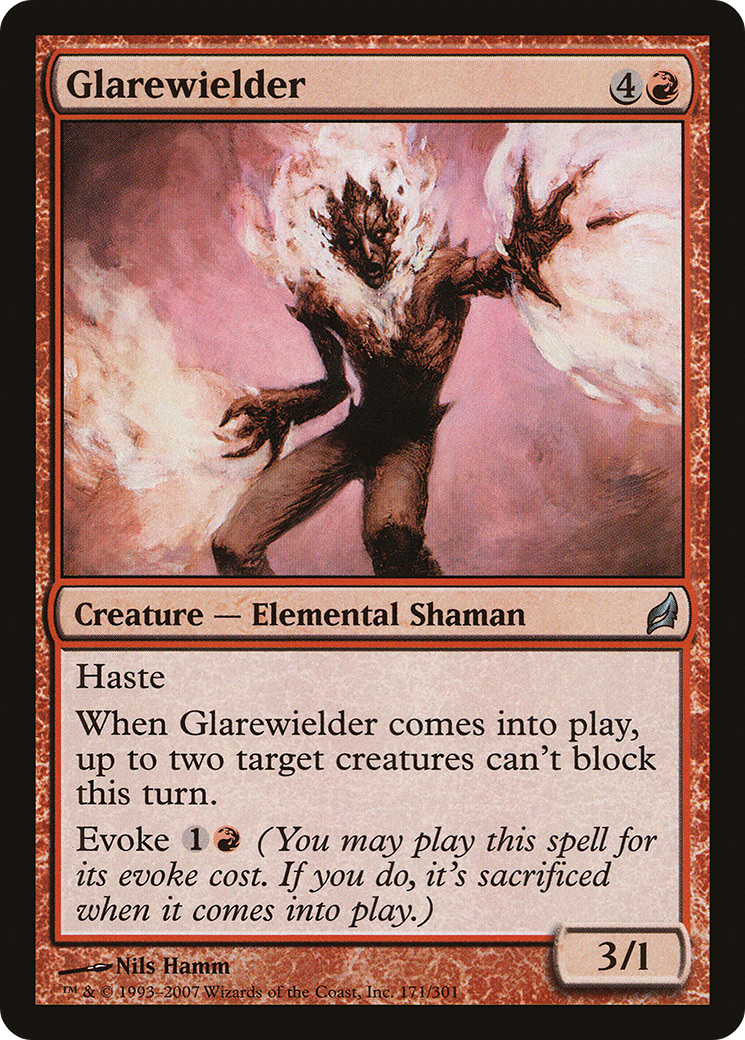 Glarewielder 4
Creature — Elemental Shaman
Haste
When Glarewielder comes into play,
up to two target creatures can't block
this turn.
Evoke 1 (You may play this spell for
its evoke cost. If you do, it's sacrificed
when it comes into play.)
3/1
Nils Hamm
™ & © 1993–2007 Wizards of the Coast, Inc. 171/301